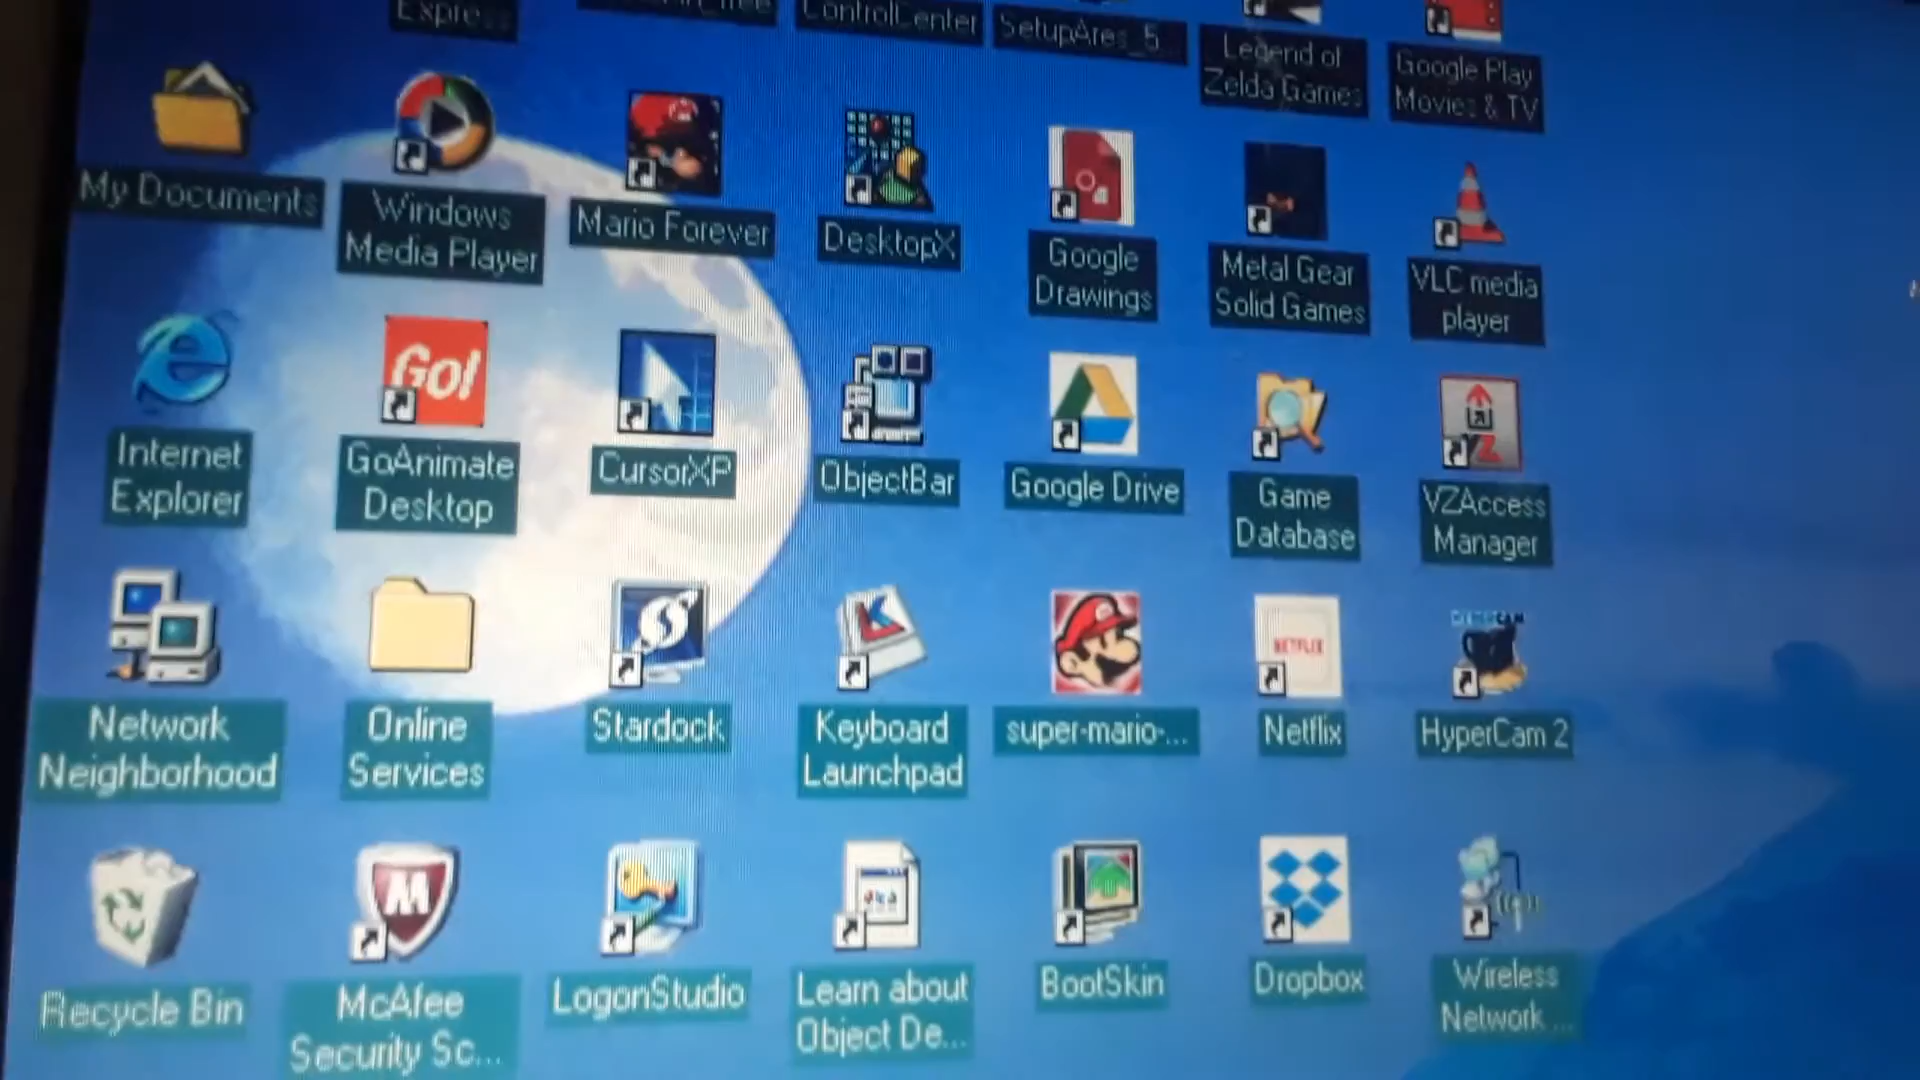 Express
ControlCenter
SetupAres_5...
Legend of
Zelda Games
Google Play
Movies & TV
My Documents
Windows
Media Player
Mario Forever
DesktopX
Google
Drawings
Metal Gear
Solid Games
VLC media
player
Internet
Explorer
GO!
GoAnimate
Desktop
CursorXP
ObjectBar
Google Drive
Game
Database
VZAccess
Manager
Network
Neighborhood
Online
Services
Stardock
Keyboard
Launchpad
super-mario-...
NETFLIX
Netflix
HYPERCAM
HyperCam 2
Recycle Bin
M
McAfee
Security Sc...
LogonStudio
Learn about
Object De...
BootSkin
Dropbox
Wireless
Network ...